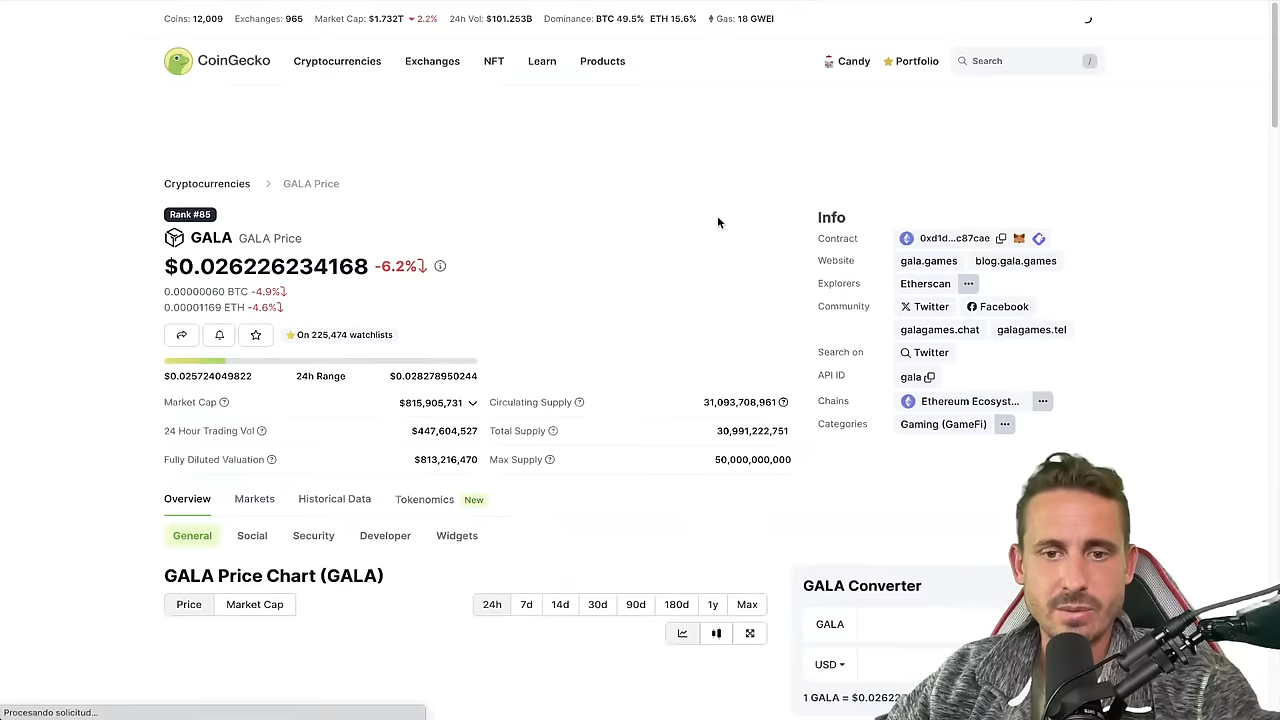 Coins: 12,009 Exchanges: 965 Market Cap: $1.732T 2.2% 24h Vol: $101.253B Dominance: BTC 49.5% ETH 15.6% Gas: 18 GWEI
CoinGecko Cryptocurrencies Exchanges NFT Learn Products Candy Portfolio Search /
Cryptocurrencies > GALA Price
Rank #85
GALA GALA Price
$0.026226234168 -6.2%
0.00000060 BTC -4.9%
0.00001169 ETH -4.6%
On 225,474 watchlists
$0.025724049822 24h Range $0.028278950244
Market Cap $815,905,731 Circulating Supply 31,093,708,961
24 Hour Trading Vol $447,604,527 Total Supply 30,991,222,751
Fully Diluted Valuation $813,216,470 Max Supply 50,000,000,000
Info
Contract 0xd1d...c87cae
Website gala.games blog.gala.games
Explorers Etherscan ...
Community Twitter Facebook
galagames.chat galagames.tel
Search on Twitter
API ID gala
Chains Ethereum Ecosyst... ...
Categories Gaming (GameFi) ...
Overview Markets Historical Data Tokenomics New
General Social Security Developer Widgets
GALA Price Chart (GALA)
Price Market Cap 24h 7d 14d 30d 90d 180d 1y Max
GALA Converter
GALA
USD
1 GALA = $0.02622
Procesando solicitud...